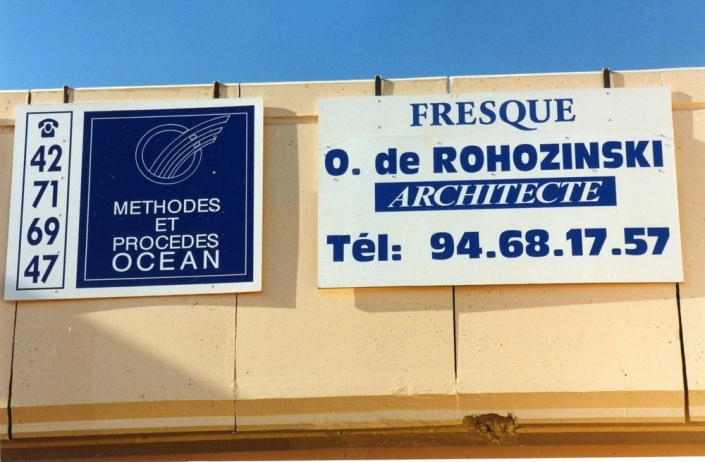 42
71
69
47
METHODES
ET
PROCEDES
OCEAN
FRESQUE
O. de ROHOZINSKI
ARCHITECTE
Tél: 94.68.17.57